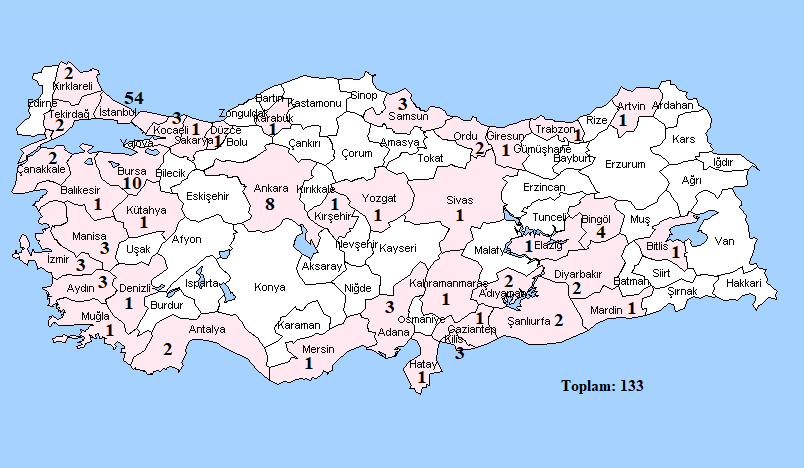 2
Kırklareli
Edirne
Tekirdağ
2
İstanbul
54
3
Kocaeli
1
Sakarya
Düzce
1
Yalova
Zonguldak
Bartın
Karabük
1
Kastamonu
Sinop
3
Samsun
Bolu
Çankırı
Çorum
Amasya
Tokat
Ordu
2
Giresun
1
Trabzon
1
Gümüşhane
Bayburt
Rize
Artvin
1
Ardahan
Kars
Iğdır
Ağrı
Erzurum
Erzincan
2
Çanakkale
Balıkesir
1
Bursa
10
Bilecik
Kütahya
1
Eskişehir
Ankara
8
Kırıkkale
1
Kırşehir
Yozgat
1
Sivas
1
Tunceli
Bingöl
4
Muş
Bitlis
1
Van
Manisa
3
İzmir
3
Uşak
Afyon
Nevşehir
Kayseri
Malatya
1
Elazığ
Aydın
3
Denizli
1
Isparta
Burdur
Konya
Aksaray
Niğde
Kahramanmaraş
1
Adıyaman
2
Diyarbakır
2
Batman
Siirt
Şırnak
Hakkari
Mardin
1
Şanlıurfa
2
Muğla
1
Antalya
2
Karaman
Mersin
1
3
Adana
Osmaniye
Gaziantep
1
Kilis
3
Hatay
1
Toplam: 133